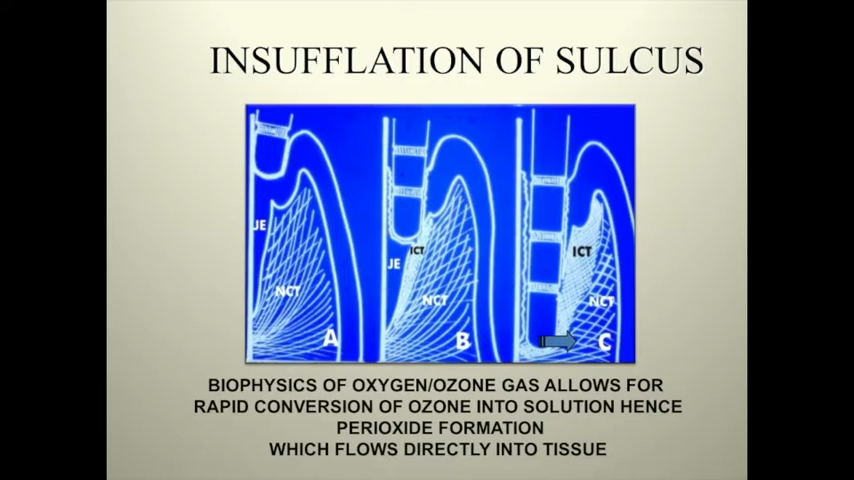 INSUFFLATION OF SULCUS
JE
NCT
A
JE
ICT
NCT
B
ICT
NCT
C
BIOPHYSICS OF OXYGEN/OZONE GAS ALLOWS FOR
RAPID CONVERSION OF OZONE INTO SOLUTION HENCE
PERIOXIDE FORMATION
WHICH FLOWS DIRECTLY INTO TISSUE